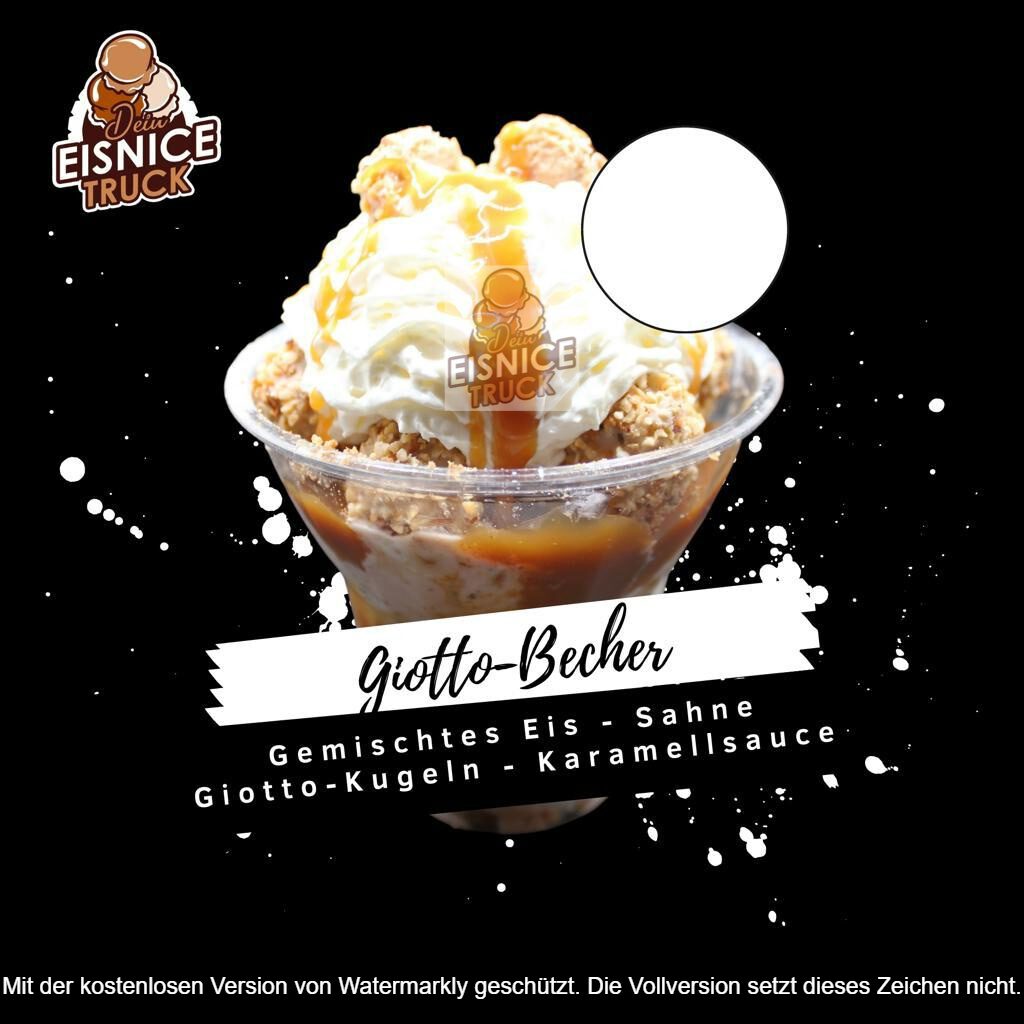 Dein
EISNICE
TRUCK
Dein
EISNICE
TRUCK
Giotto-Becher
Gemischtes Eis - Sahne
Giotto-Kugeln - Karamellsauce
Mit der kostenlosen Version von Watermarkly geschützt. Die Vollversion setzt dieses Zeichen nicht.